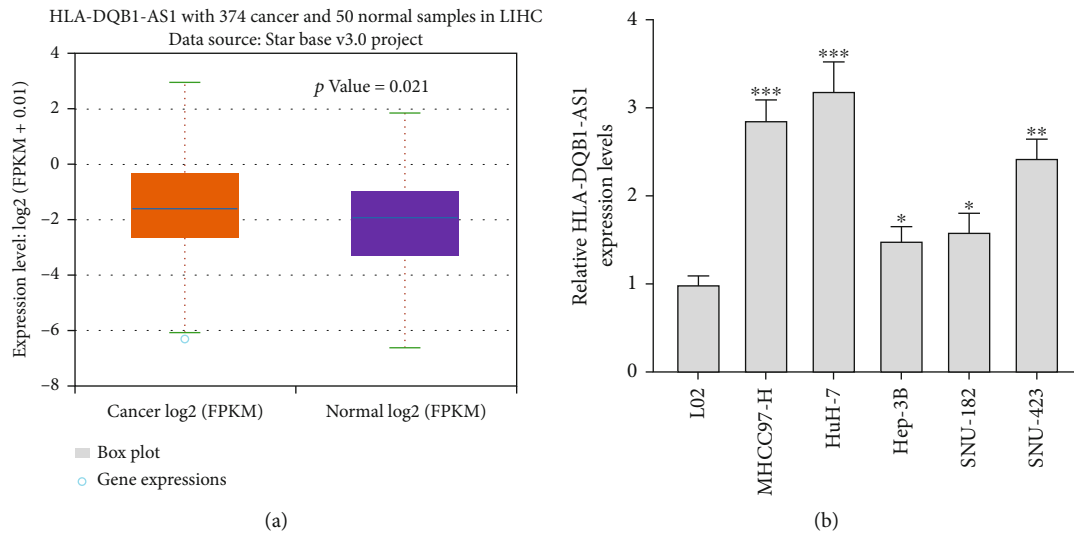 HLA-DQB1-AS1 with 374 cancer and 50 normal samples in LIHC
Data source: Star base v3.0 project
Expression level: log2 (FPKM + 0.01)
4
2
0
−2
−4
−6
−8
p Value = 0.021
Cancer log2 (FPKM)
Normal log2 (FPKM)
Box plot
Gene expressions
(a)
Relative HLA-DQB1-AS1
expression levels
4
3
2
1
0
***
***
*
*
**
L02
MHCC97-H
HuH-7
Hep-3B
SNU-182
SNU-423
(b)